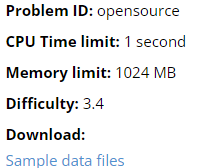 Problem ID: opensource
CPU Time limit: 1 second
Memory limit: 1024 MB
Difficulty: 3.4
Download:
Sample data files